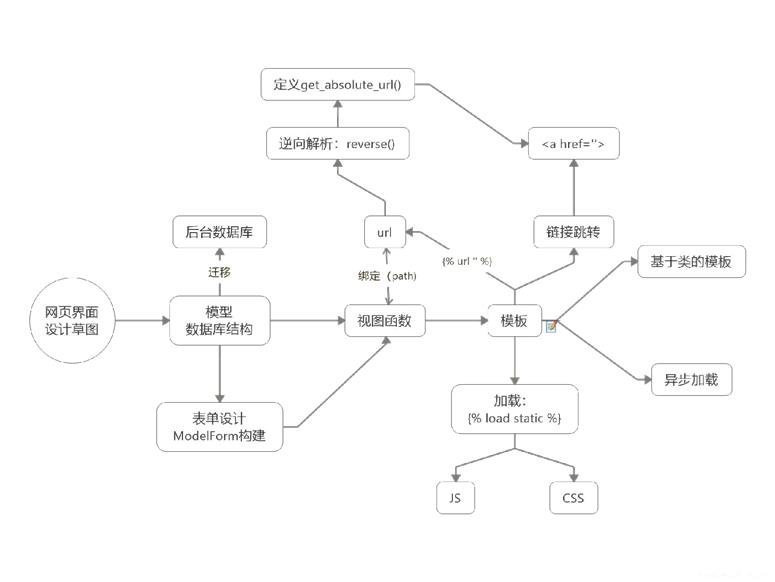 定义get_absolute_url()
逆向解析：reverse()
<a href=''>
后台数据库
url
链接跳转
迁移
绑定（path)
{% url '' %}
基于类的模板
网页界面
设计草图
模型
数据库结构
视图函数
模板
异步加载
表单设计
ModelForm构建
加载：
{% load static %}
JS
CSS